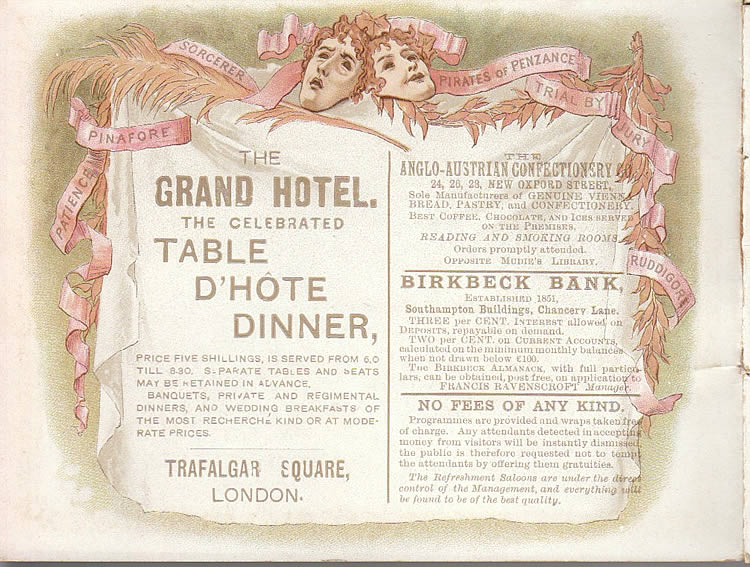 SORCERER
PIRATES OF PENZANCE
TRIAL BY
JURY
PINAFORE
PATIENCE
RUDDIGORE
THE
GRAND HOTEL.
THE CELEBRATED
TABLE
D'HÔTE
DINNER,
PRICE FIVE SHILLINGS, IS SERVED FROM 6.0
TILL 8.30. SEPARATE TABLES AND SEATS
MAY BE RETAINED IN ADVANCE.
BANQUETS, PRIVATE AND REGIMENTAL
DINNERS, AND WEDDING BREAKFASTS OF
THE MOST RECHERCHE KIND OR AT MODE-
RATE PRICES.
TRAFALGAR SQUARE,
LONDON.
THE
ANGLO-AUSTRIAN CONFECTIONERY CO.
24, 26, 28, NEW OXFORD STREET,
Sole Manufacturers of GENUINE VIENNA
BREAD, PASTRY, and CONFECTIONERY.
BEST COFFEE, CHOCOLATE, AND ICES SERVED
ON THE PREMISES.
READING AND SMOKING ROOMS.
Orders promptly attended.
OPPOSITE MUDIE'S LIBRARY.
BIRKBECK BANK,
ESTABLISHED 1851,
Southampton Buildings, Chancery Lane.
THREE per CENT. INTEREST allowed on
DEPOSITS, repayable on demand.
TWO per CENT. on CURRENT ACCOUNTS,
calculated on the minimum monthly balances
when not drawn below £100.
THE BIRKBECK ALMANACK, with full particu-
lars, can be obtained, post free, on application to
FRANCIS RAVENSCROFT Manager.
NO FEES OF ANY KIND.
Programmes are provided and wraps taken free
of charge. Any attendants detected in accepting
money from visitors will be instantly dismissed,
the public is therefore requested not to tempt
the attendants by offering them gratuities.
The Refreshment Saloons are under the direct
control of the Management, and everything will
be found to be of the best quality.